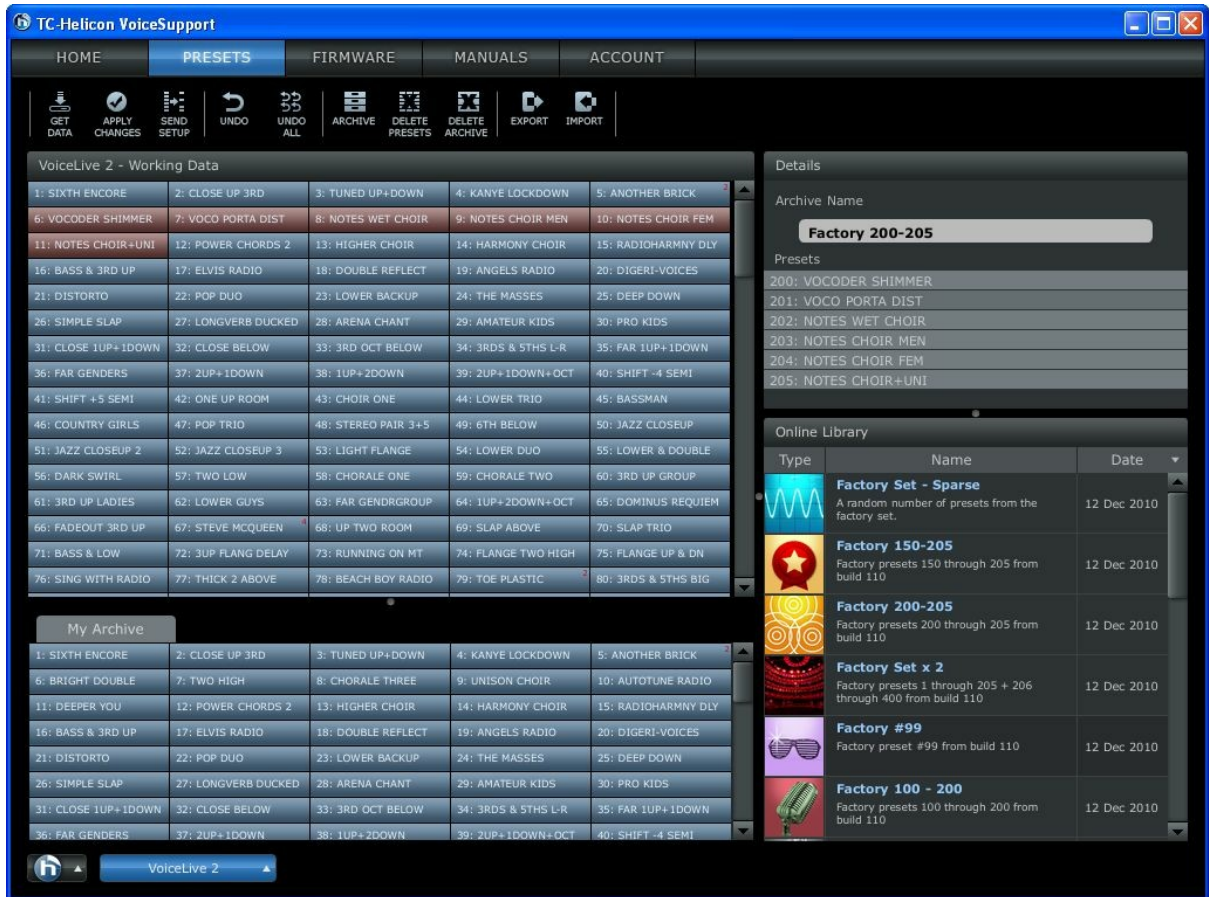 TC-Helicon VoiceSupport
HOME PRESETS FIRMWARE MANUALS ACCOUNT
GET DATA APPLY CHANGES SEND SETUP UNDO UNDO ALL ARCHIVE DELETE PRESETS DELETE ARCHIVE EXPORT IMPORT
VoiceLive 2 - Working Data
1: SIXTH ENCORE 2: CLOSE UP 3RD 3: TUNED UP+DOWN 4: KANYE LOCKDOWN 5: ANOTHER BRICK 2
6: VOCODER SHIMMER 7: VOCO PORTA DIST 8: NOTES WET CHOIR 9: NOTES CHOIR MEN 10: NOTES CHOIR FEM
11: NOTES CHOIR+UNI 12: POWER CHORDS 2 13: HIGHER CHOIR 14: HARMONY CHOIR 15: RADIOHARMNY DLY
16: BASS & 3RD UP 17: ELVIS RADIO 18: DOUBLE REFLECT 19: ANGELS RADIO 20: DIGERI-VOICES
21: DISTORTO 22: POP DUO 23: LOWER BACKUP 24: THE MASSES 25: DEEP DOWN
26: SIMPLE SLAP 27: LONGVERB DUCKED 28: ARENA CHANT 29: AMATEUR KIDS 30: PRO KIDS
31: CLOSE 1UP+1DOWN 32: CLOSE BELOW 33: 3RD OCT BELOW 34: 3RDS & 5THS L-R 35: FAR 1UP+1DOWN
36: FAR GENDERS 37: 2UP+1DOWN 38: 1UP+2DOWN 39: 2UP+1DOWN+OCT 40: SHIFT -4 SEMI
41: SHIFT +5 SEMI 42: ONE UP ROOM 43: CHOIR ONE 44: LOWER TRIO 45: BASSMAN
46: COUNTRY GIRLS 47: POP TRIO 48: STEREO PAIR 3+5 49: 6TH BELOW 50: JAZZ CLOSEUP
51: JAZZ CLOSEUP 2 52: JAZZ CLOSEUP 3 53: LIGHT FLANGE 54: LOWER DUO 55: LOWER & DOUBLE
56: DARK SWIRL 57: TWO LOW 58: CHORALE ONE 59: CHORALE TWO 60: 3RD UP GROUP
61: 3RD UP LADIES 62: LOWER GUYS 63: FAR GENDRGROUP 64: 1UP+2DOWN+OCT 65: DOMINUS REQUIEM
66: FADEOUT 3RD UP 67: STEVE MCQUEEN 4 68: UP TWO ROOM 69: SLAP ABOVE 70: SLAP TRIO
71: BASS & LOW 72: 3UP FLANG DELAY 73: RUNNING ON MT 74: FLANGE TWO HIGH 75: FLANGE UP & DN
76: SING WITH RADIO 77: THICK 2 ABOVE 78: BEACH BOY RADIO 79: TOE PLASTIC 2 80: 3RDS & 5THS BIG
My Archive
1: SIXTH ENCORE 2: CLOSE UP 3RD 3: TUNED UP+DOWN 4: KANYE LOCKDOWN 5: ANOTHER BRICK 2
6: BRIGHT DOUBLE 7: TWO HIGH 8: CHORALE THREE 9: UNISON CHOIR 10: AUTOTUNE RADIO
11: DEEPER YOU 12: POWER CHORDS 2 13: HIGHER CHOIR 14: HARMONY CHOIR 15: RADIOHARMNY DLY
16: BASS & 3RD UP 17: ELVIS RADIO 18: DOUBLE REFLECT 19: ANGELS RADIO 20: DIGERI-VOICES
21: DISTORTO 22: POP DUO 23: LOWER BACKUP 24: THE MASSES 25: DEEP DOWN
26: SIMPLE SLAP 27: LONGVERB DUCKED 28: ARENA CHANT 29: AMATEUR KIDS 30: PRO KIDS
31: CLOSE 1UP+1DOWN 32: CLOSE BELOW 33: 3RD OCT BELOW 34: 3RDS & 5THS L-R 35: FAR 1UP+1DOWN
36: FAR GENDERS 37: 2UP+1DOWN 38: 1UP+2DOWN 39: 2UP+1DOWN+OCT 40: SHIFT -4 SEMI
Details
Archive Name
Factory 200-205
Presets
200: VOCODER SHIMMER
201: VOCO PORTA DIST
202: NOTES WET CHOIR
203: NOTES CHOIR MEN
204: NOTES CHOIR FEM
205: NOTES CHOIR+UNI
Online Library
Type Name Date
Factory Set - Sparse
A random number of presets from the
factory set.
12 Dec 2010
Factory 150-205
Factory presets 150 through 205 from
build 110
12 Dec 2010
Factory 200-205
Factory presets 200 through 205 from
build 110
12 Dec 2010
Factory Set x 2
Factory presets 1 through 205 + 206
through 400 from build 110
12 Dec 2010
Factory #99
Factory preset #99 from build 110
12 Dec 2010
Factory 100 - 200
Factory presets 100 through 200 from
build 110
12 Dec 2010
h VoiceLive 2